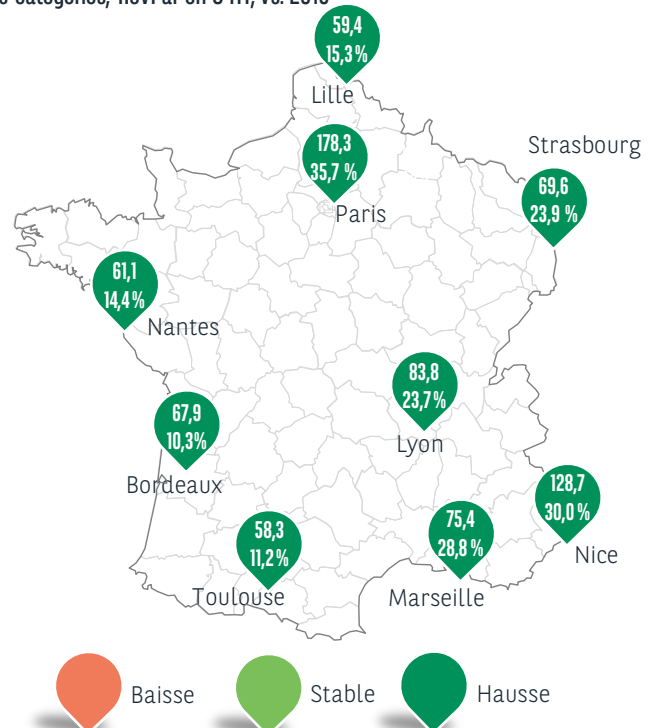 59,4
15,3 %
Lille
178,3
35,7 %
Paris
Strasbourg
69,6
23,9 %
61,1
14,4 %
Nantes
83,8
23,7 %
Lyon
67,9
10,3%
Bordeaux
128,7
30,0 %
Nice
75,4
28,8 %
Marseille
58,3
11,2 %
Toulouse
Baisse
Stable
Hausse